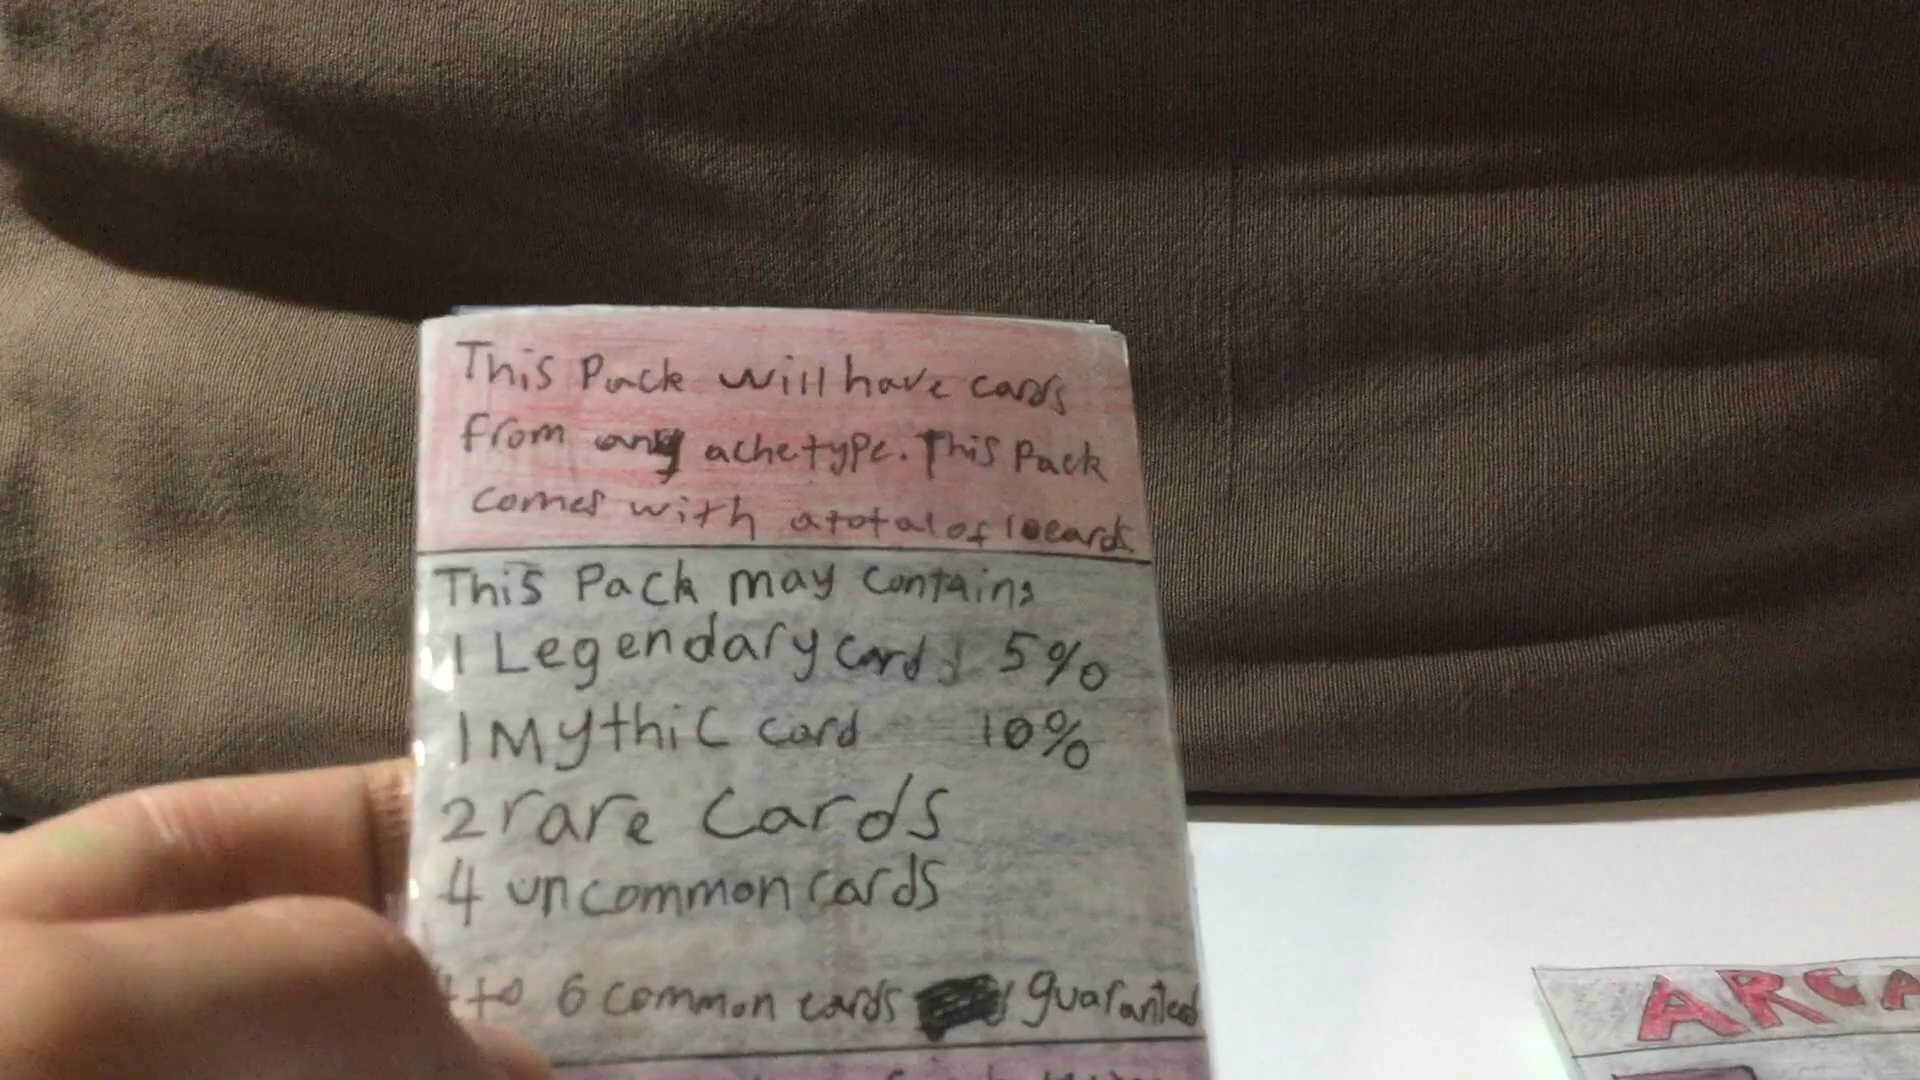 This Pack will have cards
from any achetype. This Pack
comes with a total of 10 cards.
This Pack may contain:
1 Legendary card 5%
1 Mythic card 10%
2 rare cards
4 uncommon cards
to 6 common cards guaranteed
ARCA